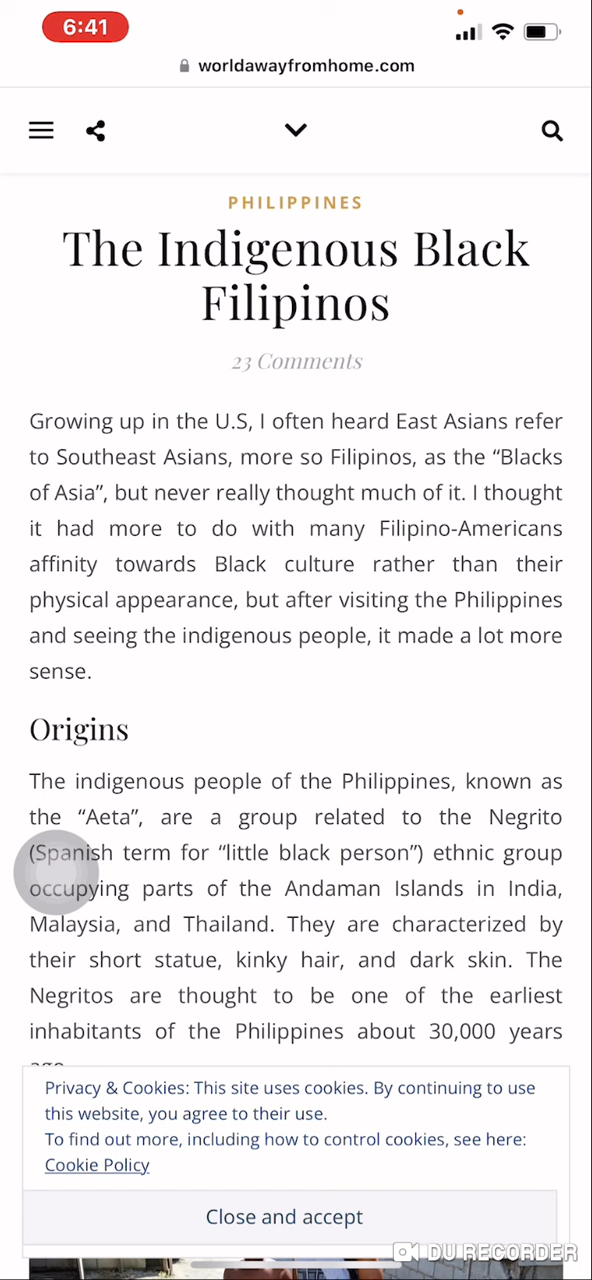 6:41
worldawayfromhome.com
PHILIPPINES
The Indigenous Black
Filipinos
23 Comments
Growing up in the U.S, I often heard East Asians refer
to Southeast Asians, more so Filipinos, as the “Blacks
of Asia”, but never really thought much of it. I thought
it had more to do with many Filipino-Americans
affinity towards Black culture rather than their
physical appearance, but after visiting the Philippines
and seeing the indigenous people, it made a lot more
sense.
Origins
The indigenous people of the Philippines, known as
the “Aeta”, are a group related to the Negrito
(Spanish term for “little black person”) ethnic group
occupying parts of the Andaman Islands in India,
Malaysia, and Thailand. They are characterized by
their short statue, kinky hair, and dark skin. The
Negritos are thought to be one of the earliest
inhabitants of the Philippines about 30,000 years
Privacy & Cookies: This site uses cookies. By continuing to use
this website, you agree to their use.
To find out more, including how to control cookies, see here:
Cookie Policy
Close and accept
DU RECORDER